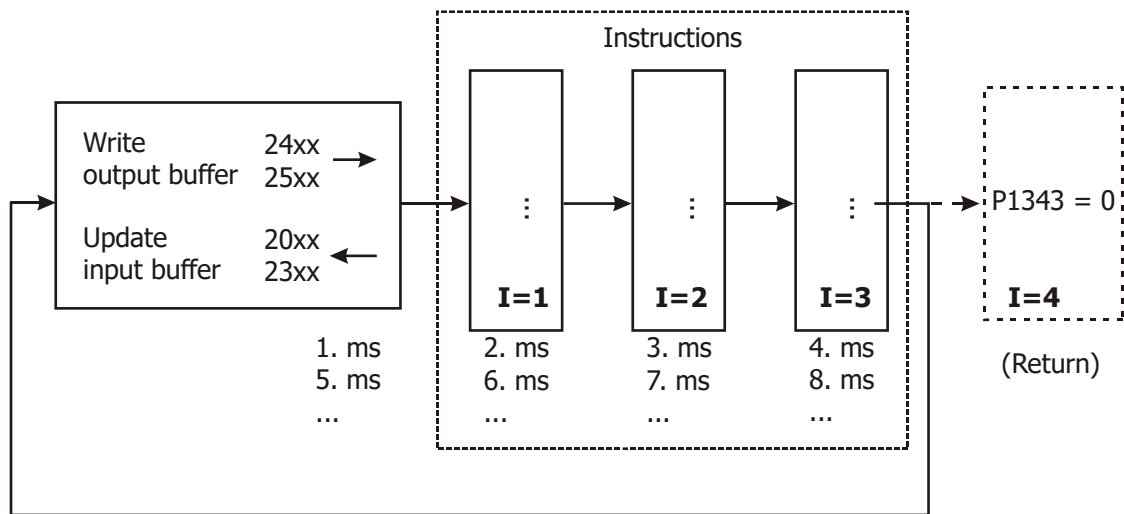 Instructions
Write
output buffer
24xx
25xx
Update
input buffer
20xx
23xx
⋮
I=1
⋮
I=2
⋮
I=3
P1343 = 0
I=4
(Return)
1. ms
5. ms
...
2. ms
6. ms
...
3. ms
7. ms
...
4. ms
8. ms
...